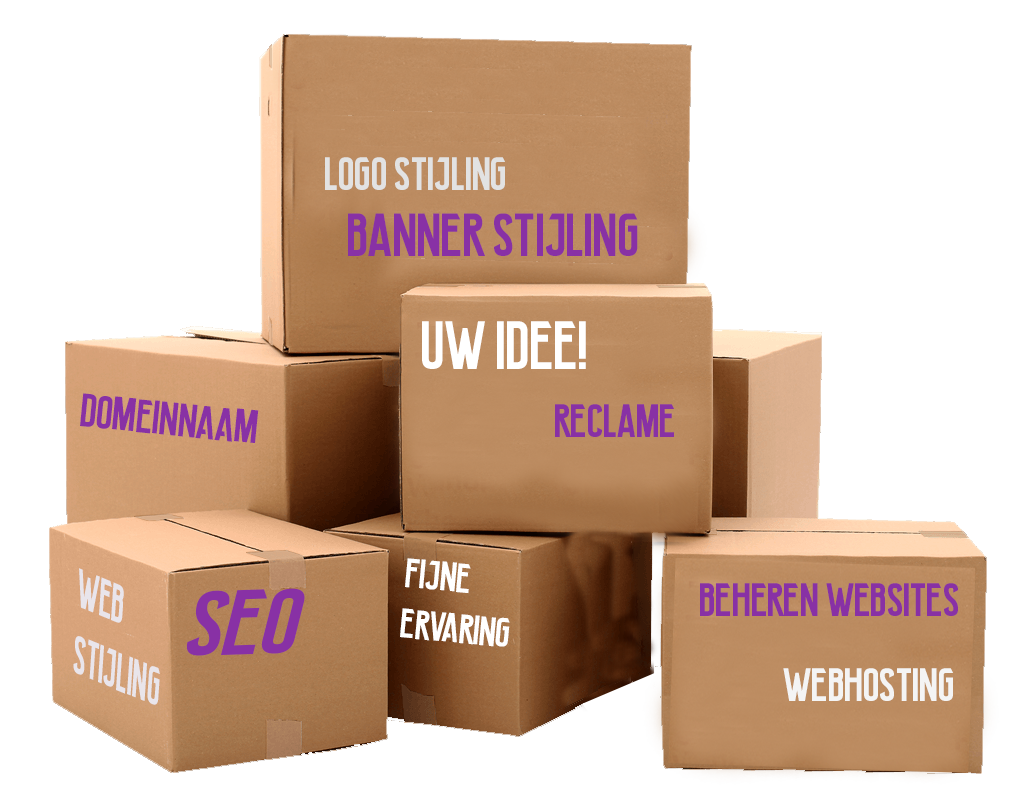 LOGO STIJLING
BANNER STIJLING
UW IDEE!
RECLAME
DOMEINNAAM
WEB
STIJLING
SEO
FIJNE
ERVARING
BEHEREN WEBSITES
WEBHOSTING